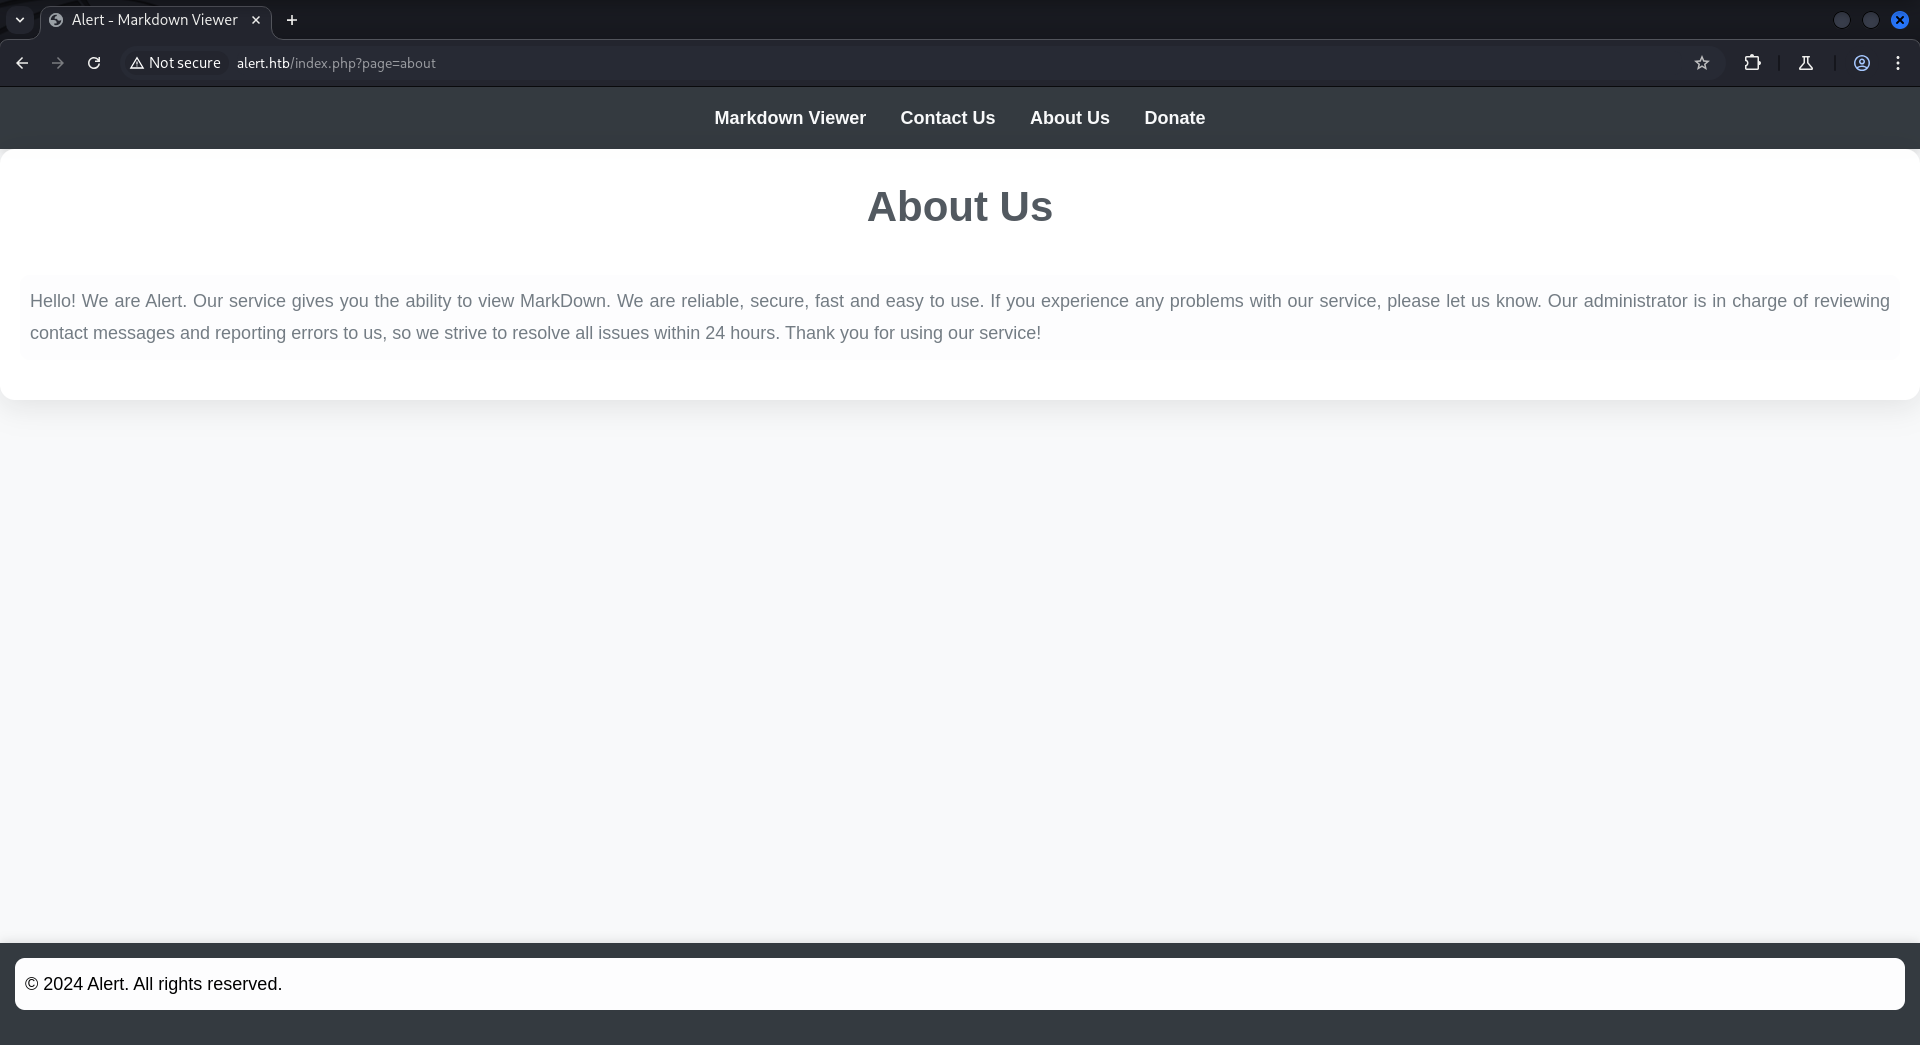 Alert - Markdown Viewer
Not secure
alert.htb/index.php?page=about
Markdown Viewer Contact Us About Us Donate
About Us
Hello! We are Alert. Our service gives you the ability to view MarkDown. We are reliable, secure, fast and easy to use. If you experience any problems with our service, please let us know. Our administrator is in charge of reviewing
contact messages and reporting errors to us, so we strive to resolve all issues within 24 hours. Thank you for using our service!
© 2024 Alert. All rights reserved.